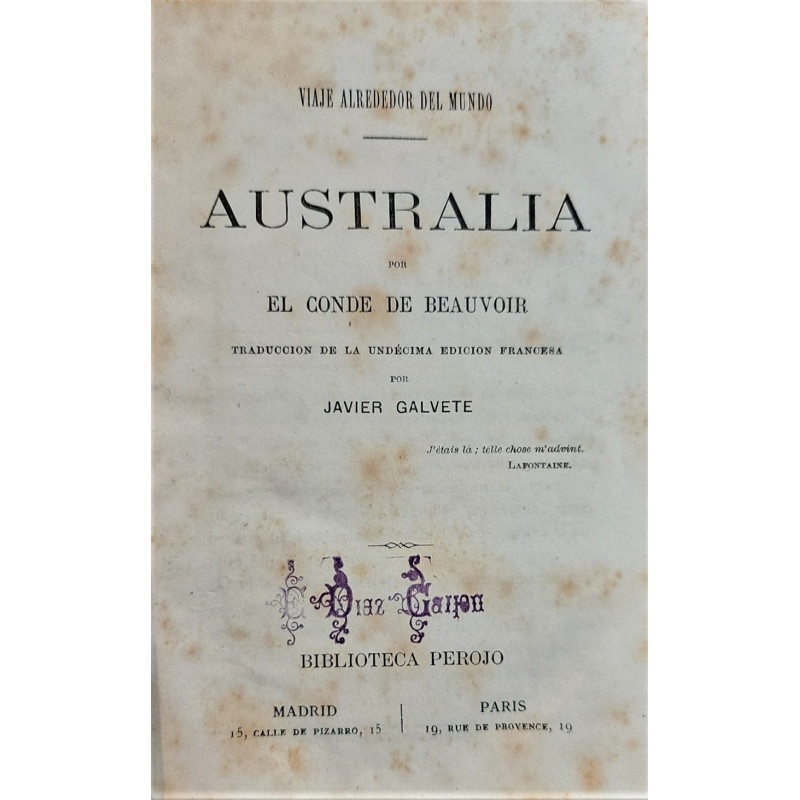 VIAJE ALREDEDOR DEL MUNDO
AUSTRALIA
POR
EL CONDE DE BEAUVOIR
TRADUCCION DE LA UNDÉCIMA EDICION FRANCESA
POR
JAVIER GALVETE
J'étais là ; telle chose m'advint.
LAFONTAINE.
E Diaz
BIBLIOTECA PEROJO
MADRID
15, CALLE DE PIZARRO, 15
PARIS
19, RUE DE PROVENCE, 19